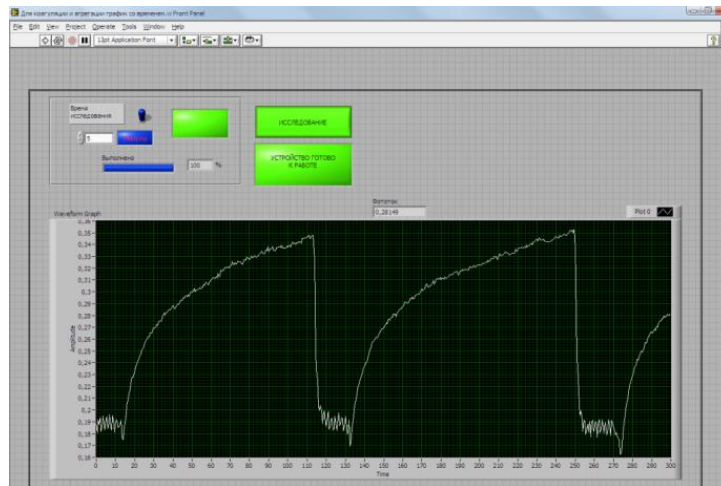 Для коагуляции и агрегации график со временем.vi Front Panel
File Edit View Project Operate Tools Window Help
13pt Application Font
Время
исследования
5
Выполнено
100 %
ИССЛЕДОВАНИЕ
УСТРОЙСТВО ГОТОВО
К РАБОТЕ
Фототок
0,28149
Waveform Graph
Plot 0
0,36
0,35
0,34
0,33
0,32
0,31
0,3
0,29
0,28
0,27
0,26
0,25
0,24
0,23
0,22
0,21
0,2
0,19
0,18
0,17
0,16
Amplitude
0 10 20 30 40 50 60 70 80 90 100 110 120 130 140 150 160 170 180 190 200 210 220 230 240 250 260 270 280 290 300
Time